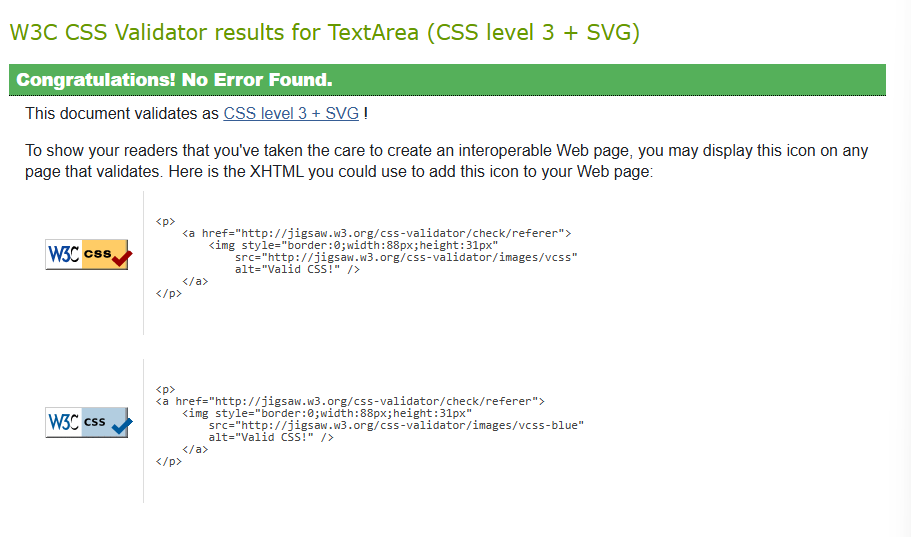 W3C CSS Validator results for TextArea (CSS level 3 + SVG)
Congratulations! No Error Found.
This document validates as CSS level 3 + SVG !
To show your readers that you've taken the care to create an interoperable Web page, you may display this icon on any
page that validates. Here is the XHTML you could use to add this icon to your Web page:
W3C css
<p>
    <a href="http://jigsaw.w3.org/css-validator/check/referer">
        <img style="border:0;width:88px;height:31px"
            src="http://jigsaw.w3.org/css-validator/images/vcss"
            alt="Valid CSS!" />
    </a>
</p>
W3C css
<p>
<a href="http://jigsaw.w3.org/css-validator/check/referer">
    <img style="border:0;width:88px;height:31px"
        src="http://jigsaw.w3.org/css-validator/images/vcss-blue"
        alt="Valid CSS!" />
    </a>
</p>